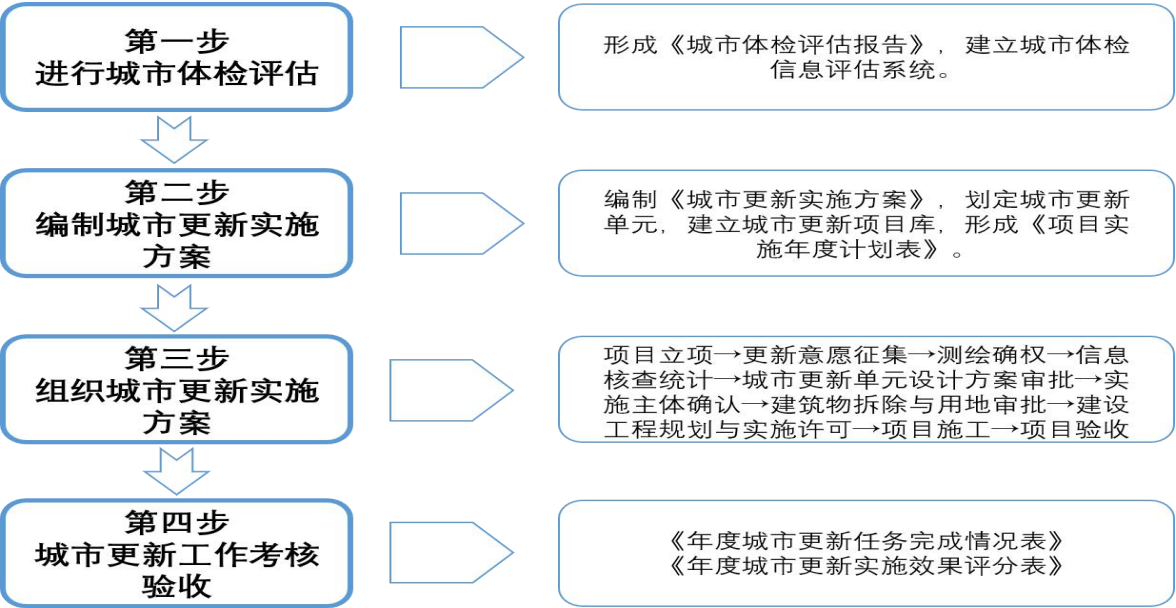 第一步
进行城市体检评估
形成《城市体检评估报告》，建立城市体检
信息评估系统。
第二步
编制城市更新实施
方案
编制《城市更新实施方案》，划定城市更新
单元，建立城市更新项目库，形成《项目实
施年度计划表》。
第三步
组织城市更新实施
方案
项目立项→更新意愿征集→测绘确权→信息
核查统计→城市更新单元设计方案审批→实
施主体确认→建筑物拆除与用地审批→建设
工程规划与实施许可→项目施工→项目验收
第四步
城市更新工作考核
验收
《年度城市更新任务完成情况表》
《年度城市更新实施效果评分表》